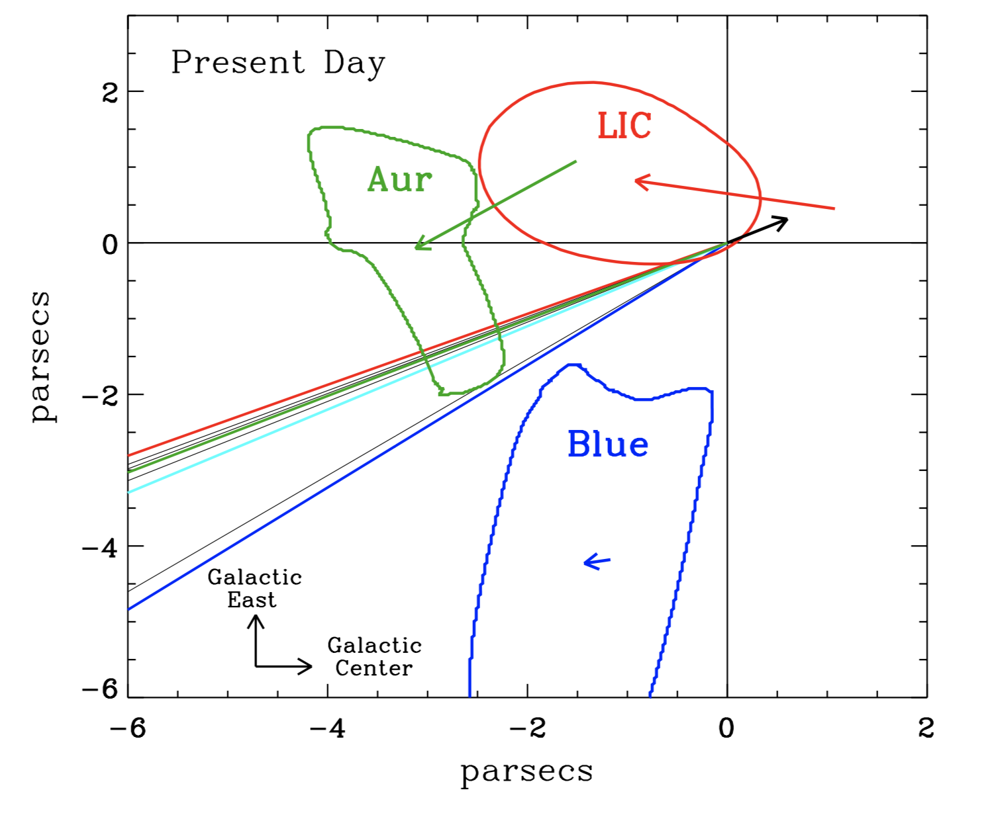 Present Day
LIC
Aur
Blue
2
0
−2
−4
−6
parsecs
Galactic
East
Galactic
Center
−6
−4
−2
0
2
parsecs